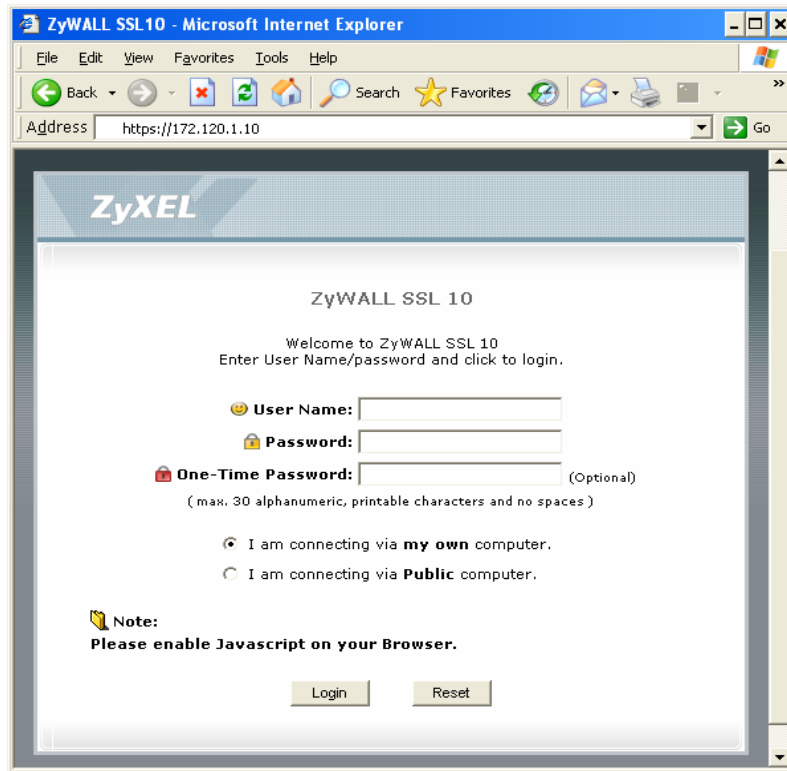 ZyWALL SSL10 - Microsoft Internet Explorer
File Edit View Favorites Tools Help
Back Search Favorites »
Address https://172.120.1.10 Go
ZyXEL
ZyWALL SSL 10
Welcome to ZyWALL SSL 10
Enter User Name/password and click to login.
User Name:
Password:
One-Time Password: (Optional)
( max. 30 alphanumeric, printable characters and no spaces )
I am connecting via my own computer.
I am connecting via Public computer.
Note:
Please enable Javascript on your Browser.
Login Reset